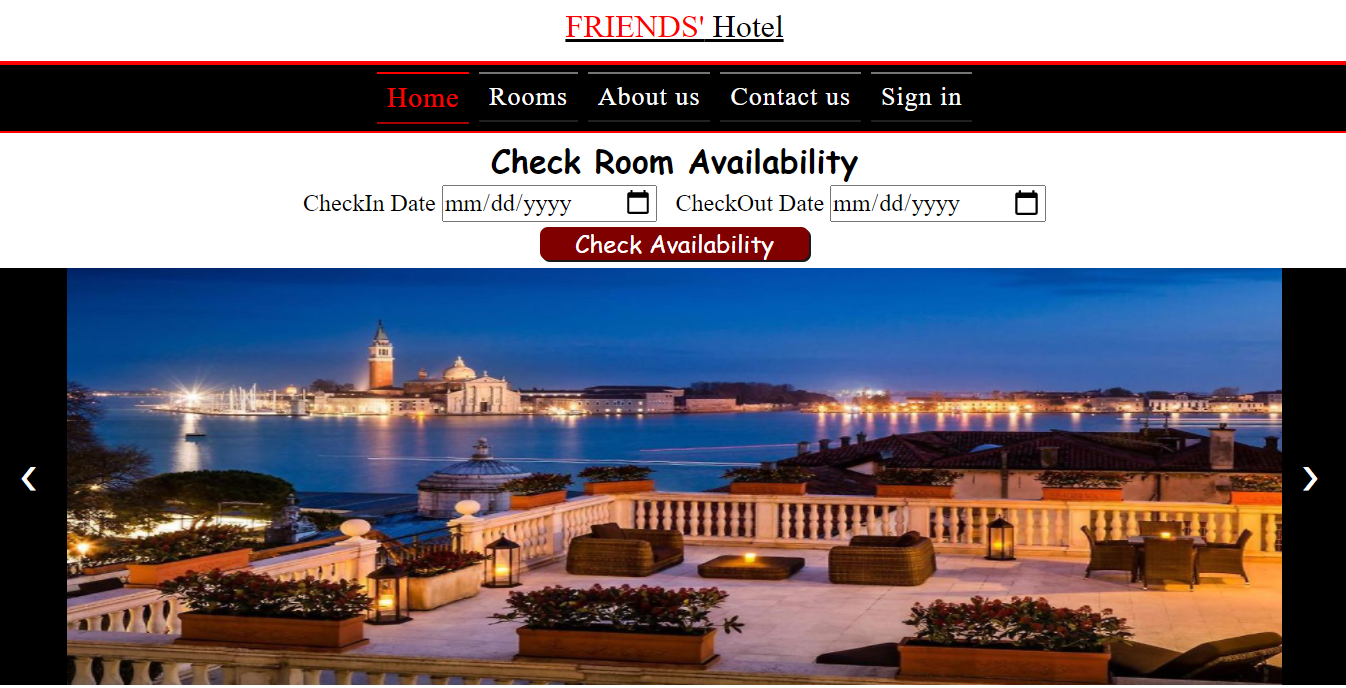 FRIENDS' Hotel
Home Rooms About us Contact us Sign in
Check Room Availability
CheckIn Date mm/dd/yyyy CheckOut Date mm/dd/yyyy
Check Availability
❮ ❯